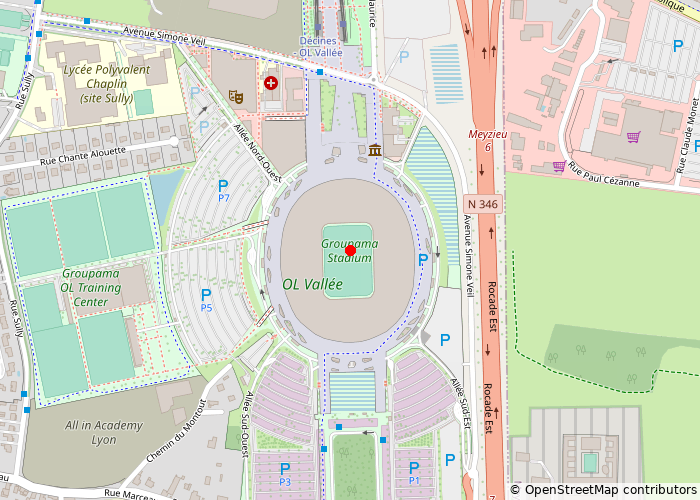 Avenue Simone Veil
Décines
- OL Vallée
Rue Sully
Lycée Polyvalent
Chaplin
(site Sully)
Meyzieu
6
Rue Claude Monet
Rue Chante Alouette
Allée Nord-Ouest
Rue Paul Cézanne
P
P
P
P
P7
N 346
Avenue Simone Veil
Groupama
Stadium
P
Groupama
OL Training
Center
OL Vallée
P
P5
Rocade Est
Rue Sully
P
Rocade Est
Allée Sud-Est
Allée Sud-Ouest
All in Academy
Lyon
Chemin du Montout
P
P3
P
P1
P
Rue Marceau
7
© OpenStreetMap contributors